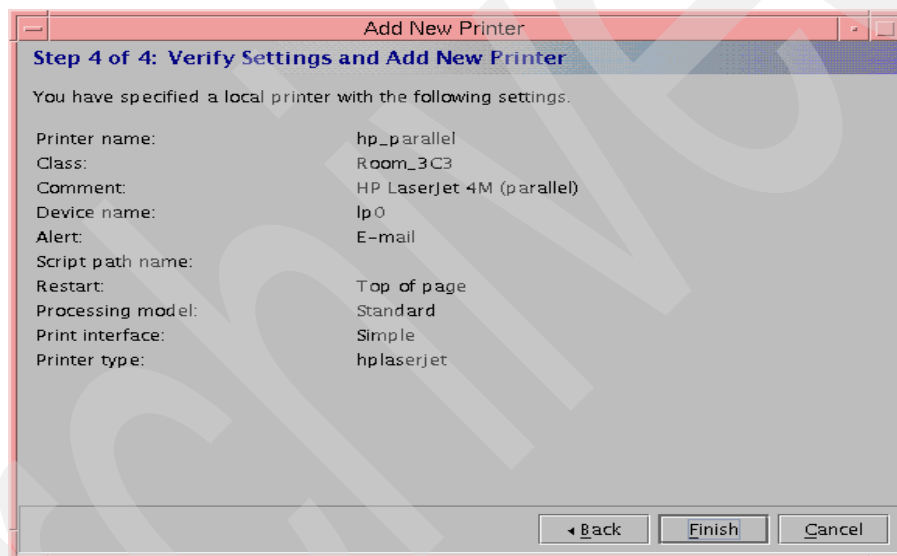 Add New Printer
Step 4 of 4: Verify Settings and Add New Printer
You have specified a local printer with the following settings.
Printer name: hp_parallel
Class: Room_3C3
Comment: HP LaserJet 4M (parallel)
Device name: lp0
Alert: E-mail
Script path name:
Restart: Top of page
Processing model: Standard
Print interface: Simple
Printer type: hplaserjet
Back Finish Cancel